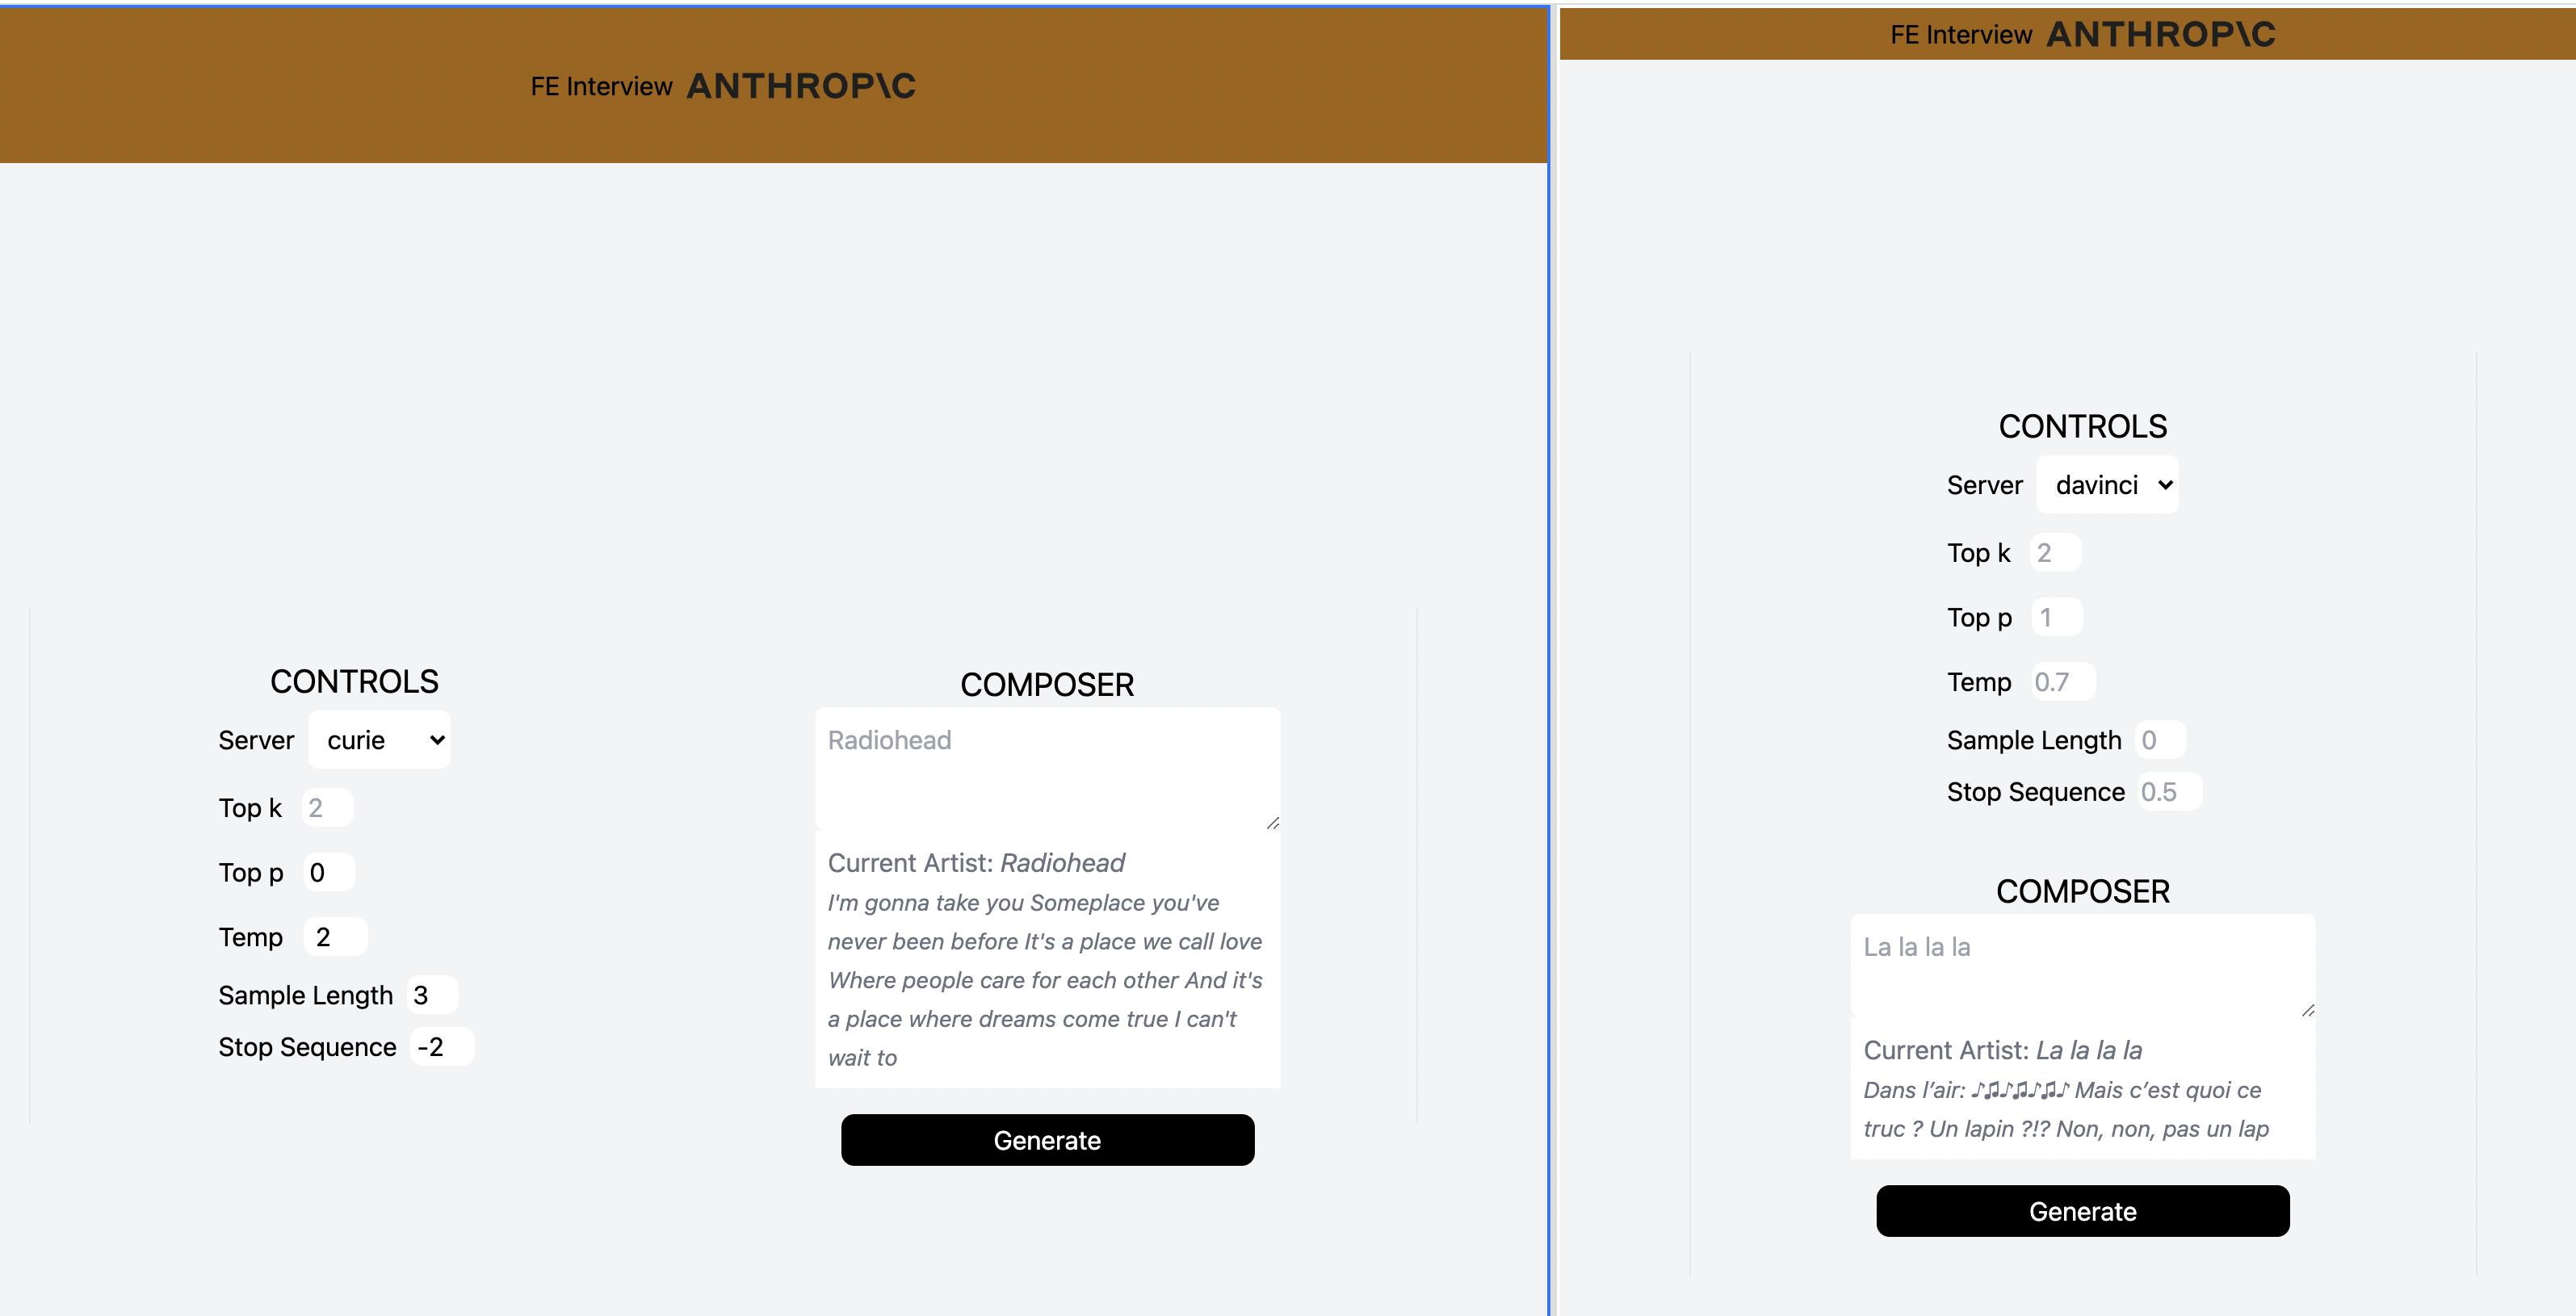 FE Interview ANTHROP\C
CONTROLS
Server curie
Top k 2
Top p 0
Temp 2
Sample Length 3
Stop Sequence -2
COMPOSER
Radiohead
Current Artist: Radiohead
I'm gonna take you Someplace you've
never been before It's a place we call love
Where people care for each other And it's
a place where dreams come true I can't
wait to
Generate
FE Interview ANTHROP\C
CONTROLS
Server davinci
Top k 2
Top p 1
Temp 0.7
Sample Length 0
Stop Sequence 0.5
COMPOSER
La la la la
Current Artist: La la la la
Dans l’air: ♪♫♪♫♪♫♪ Mais c’est quoi ce
truc ? Un lapin ?!? Non, non, pas un lap
Generate